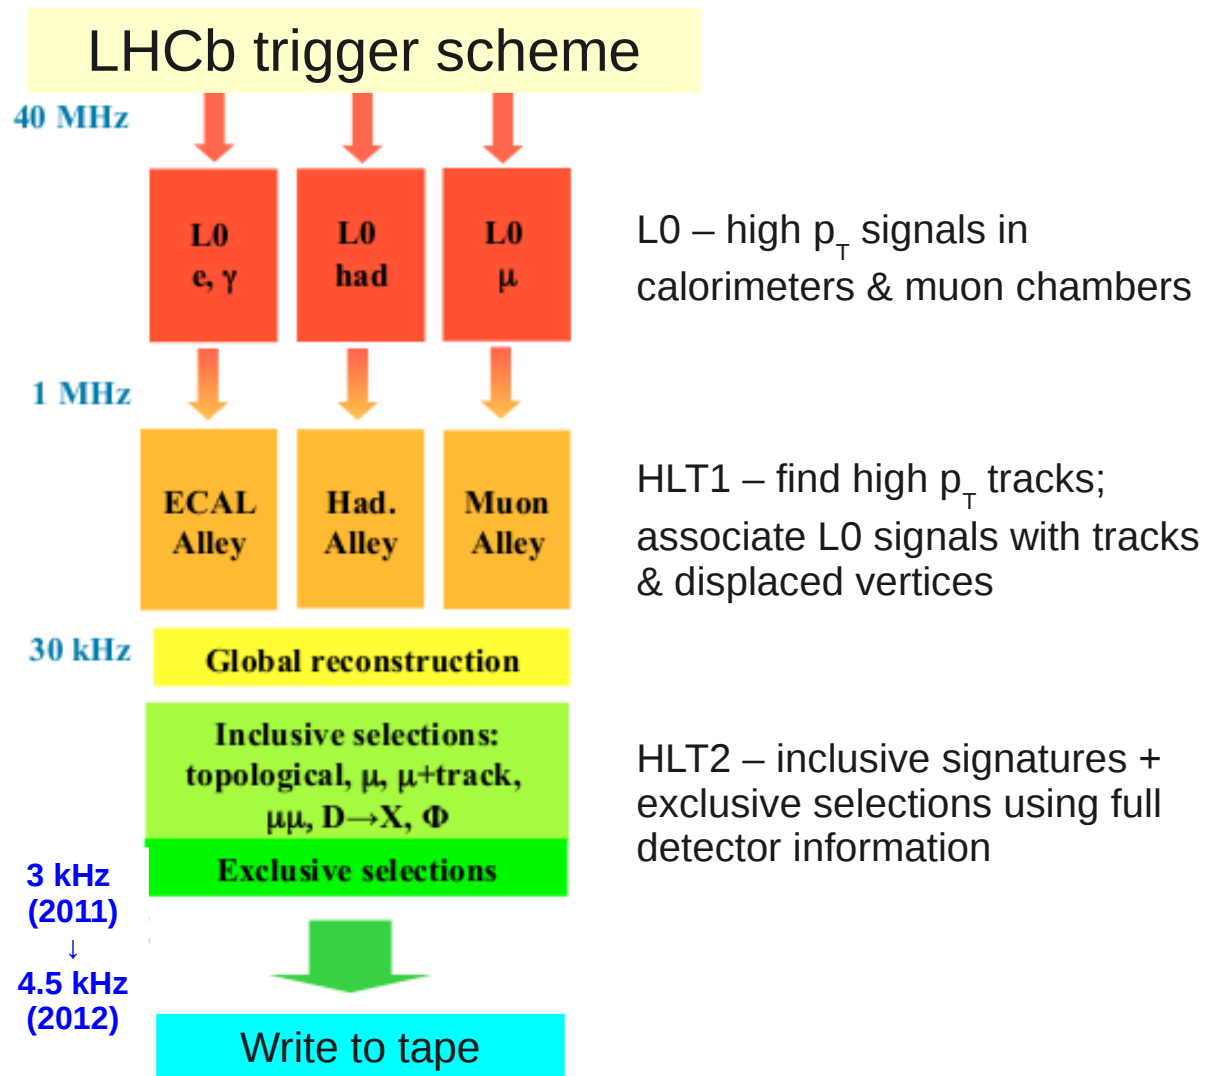 LHCb trigger scheme
40 MHz
L0
e, γ
L0
had
L0
μ
L0 – high pT signals in
calorimeters & muon chambers
1 MHz
ECAL
Alley
Had.
Alley
Muon
Alley
HLT1 – find high pT tracks;
associate L0 signals with tracks
& displaced vertices
30 kHz
Global reconstruction
Inclusive selections:
topological, μ, μ+track,
μμ, D→X, Φ
HLT2 – inclusive signatures +
exclusive selections using full
detector information
Exclusive selections
3 kHz
(2011)
↓
4.5 kHz
(2012)
Write to tape